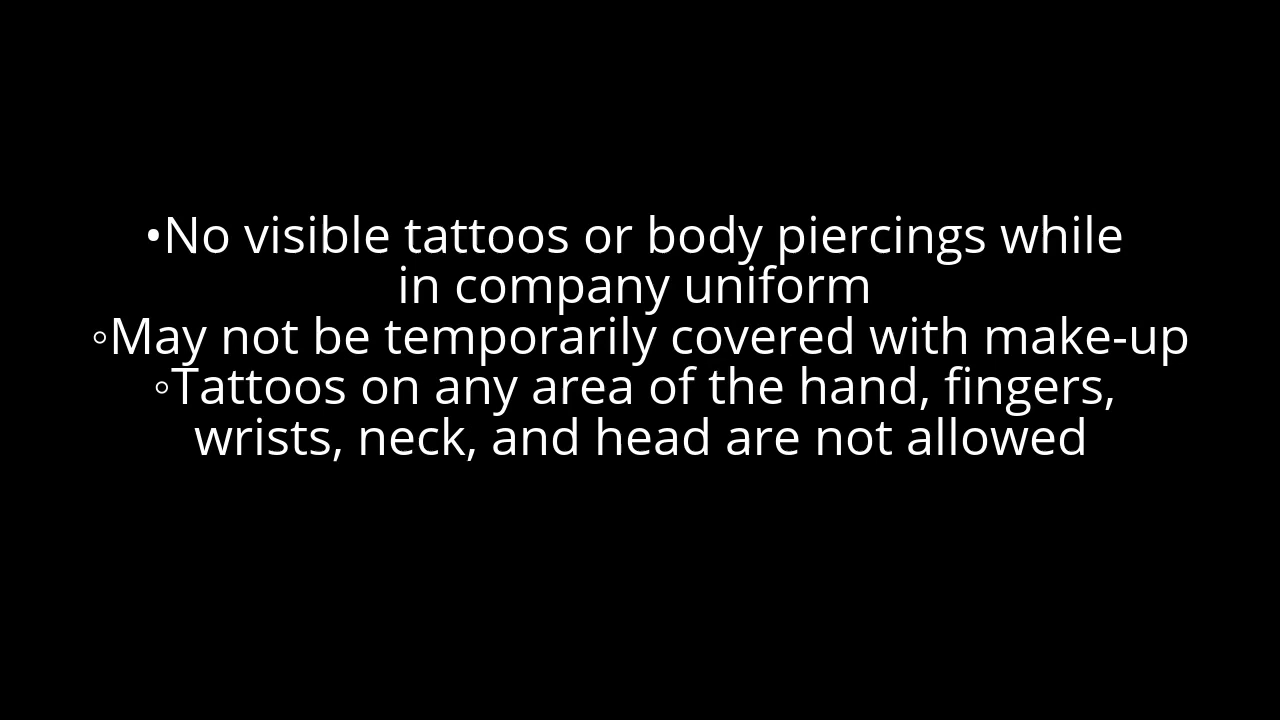 •No visible tattoos or body piercings while
in company uniform
◦May not be temporarily covered with make-up
◦Tattoos on any area of the hand, fingers,
wrists, neck, and head are not allowed